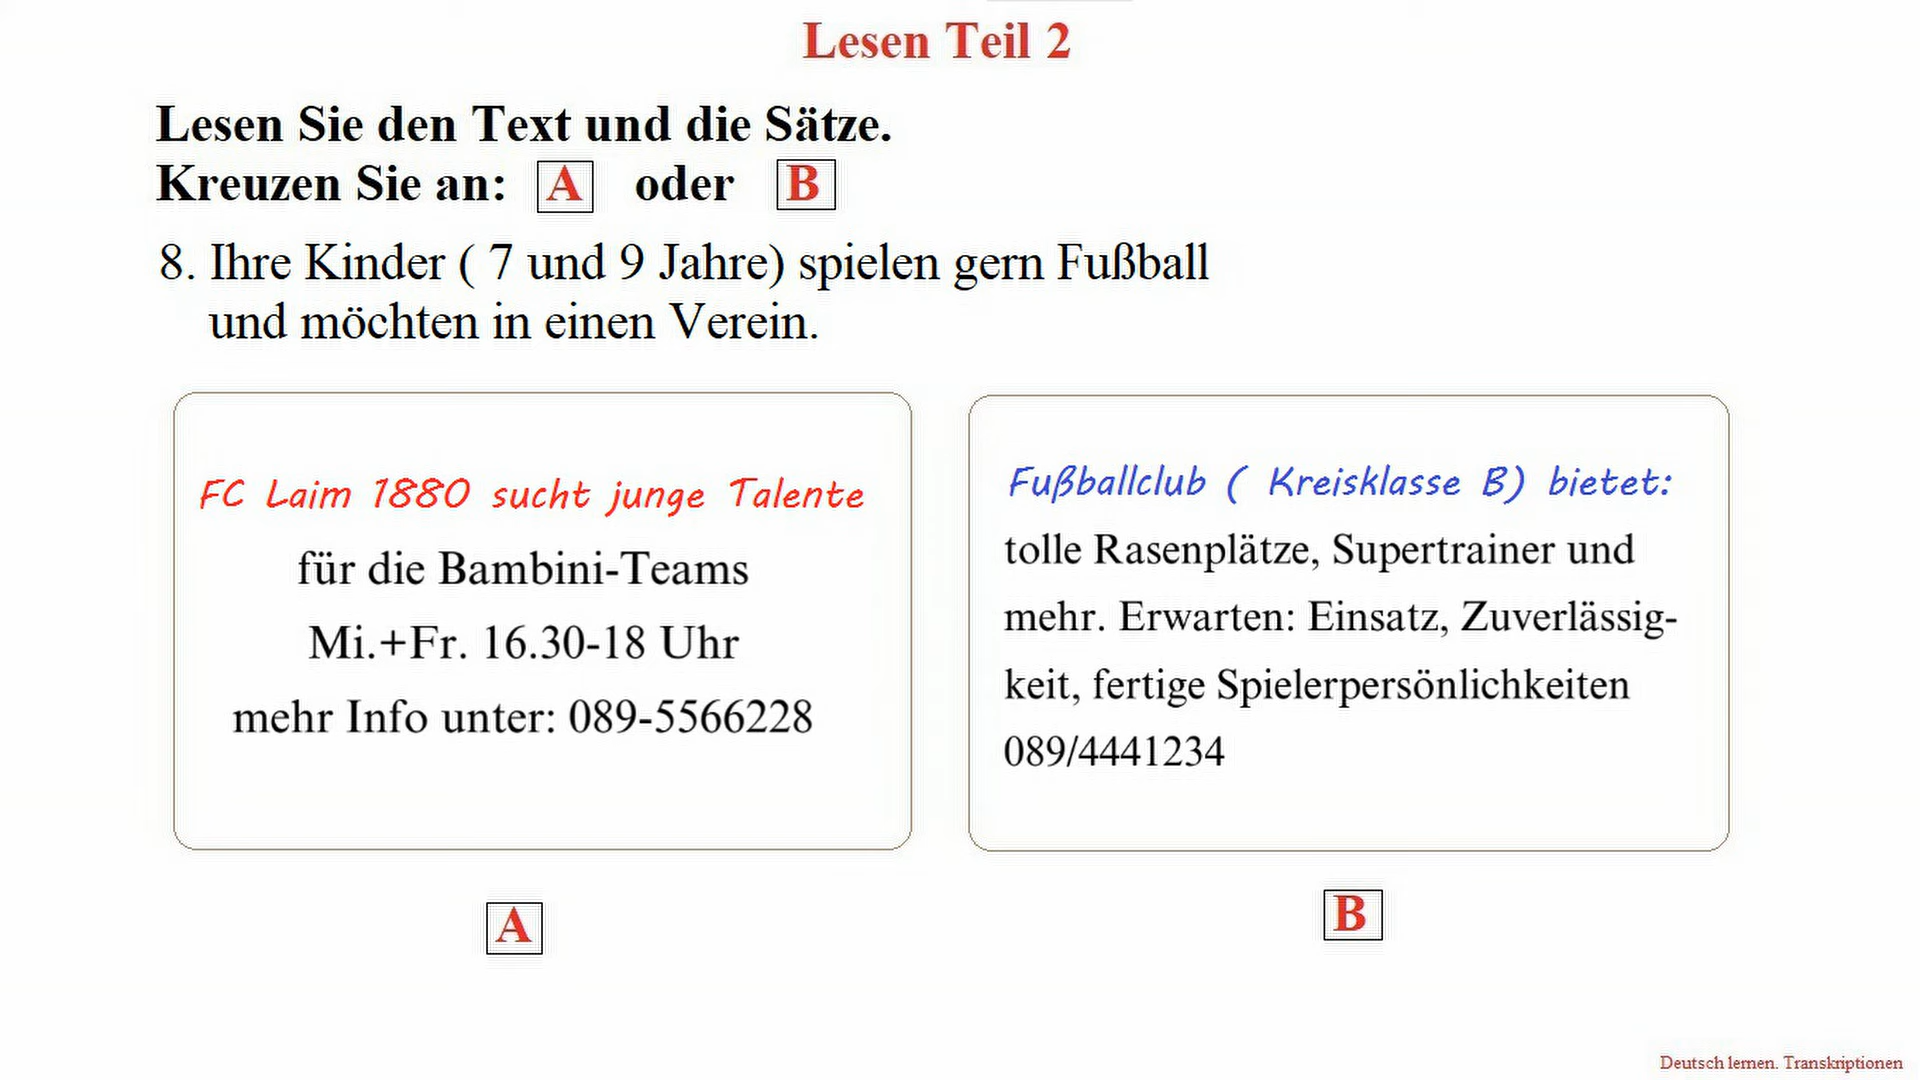 Lesen Teil 2
Lesen Sie den Text und die Sätze.
Kreuzen Sie an: A oder B
8. Ihre Kinder ( 7 und 9 Jahre) spielen gern Fußball
und möchten in einen Verein.
FC Laim 1880 sucht junge Talente
für die Bambini-Teams
Mi.+Fr. 16.30-18 Uhr
mehr Info unter: 089-5566228
A
Fußballclub ( Kreisklasse B) bietet:
tolle Rasenplätze, Supertrainer und
mehr. Erwarten: Einsatz, Zuverlässig-
keit, fertige Spielerpersönlichkeiten
089/4441234
B
Deutsch lernen. Transkriptionen